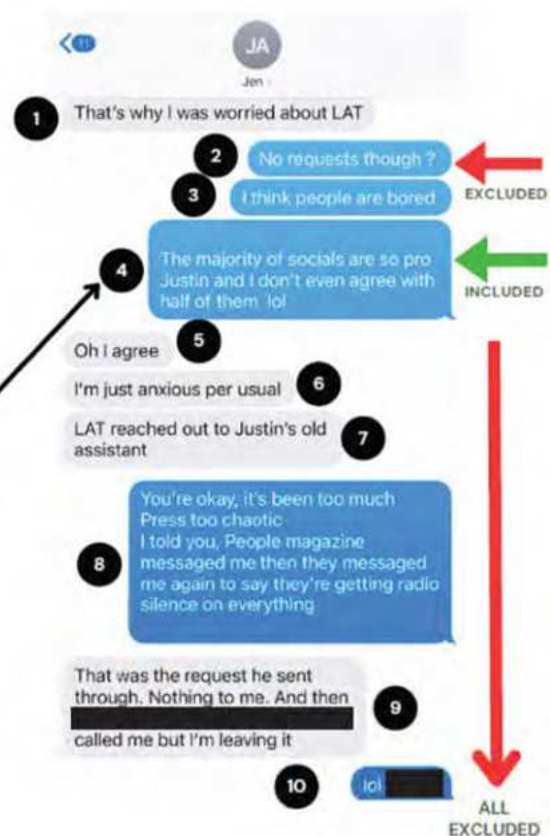 JA
Jen
1 That's why I was worried about LAT
2 No requests though ?
EXCLUDED
3 I think people are bored
4 The majority of socials are so pro
Justin and I don't even agree with
half of them lol
INCLUDED
5 Oh I agree
6 I'm just anxious per usual
7 LAT reached out to Justin's old
assistant
8 You're okay, it's been too much
Press too chaotic
I told you, People magazine
messaged me then they messaged
me again to say they're getting radio
silence on everything
9 That was the request he sent
through. Nothing to me. And then
called me but I'm leaving it
10 lol
ALL
EXCLUDED